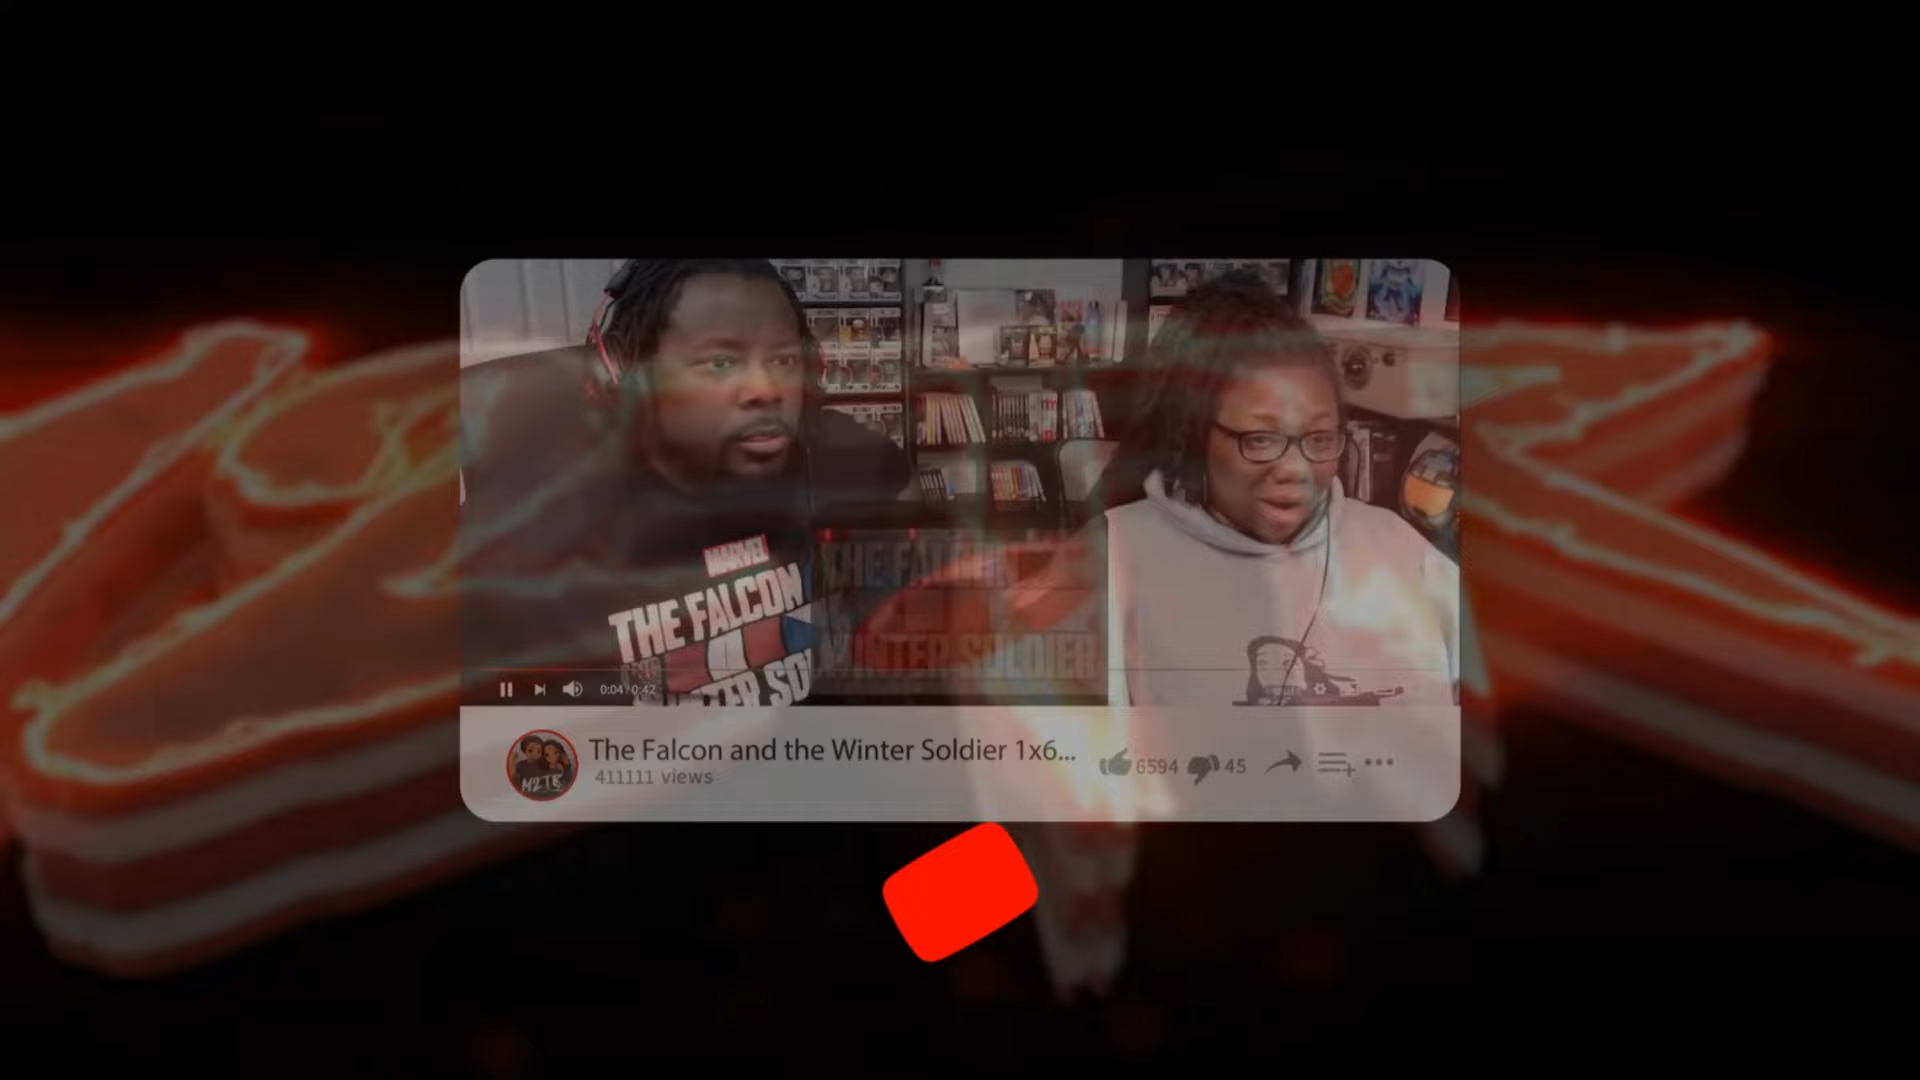 MARVEL
THE FALCON
THE FALCON
WINTER SOLDIER
0:04/0:42
M2TB
The Falcon and the Winter Soldier 1x6...
411111 views
6594
45